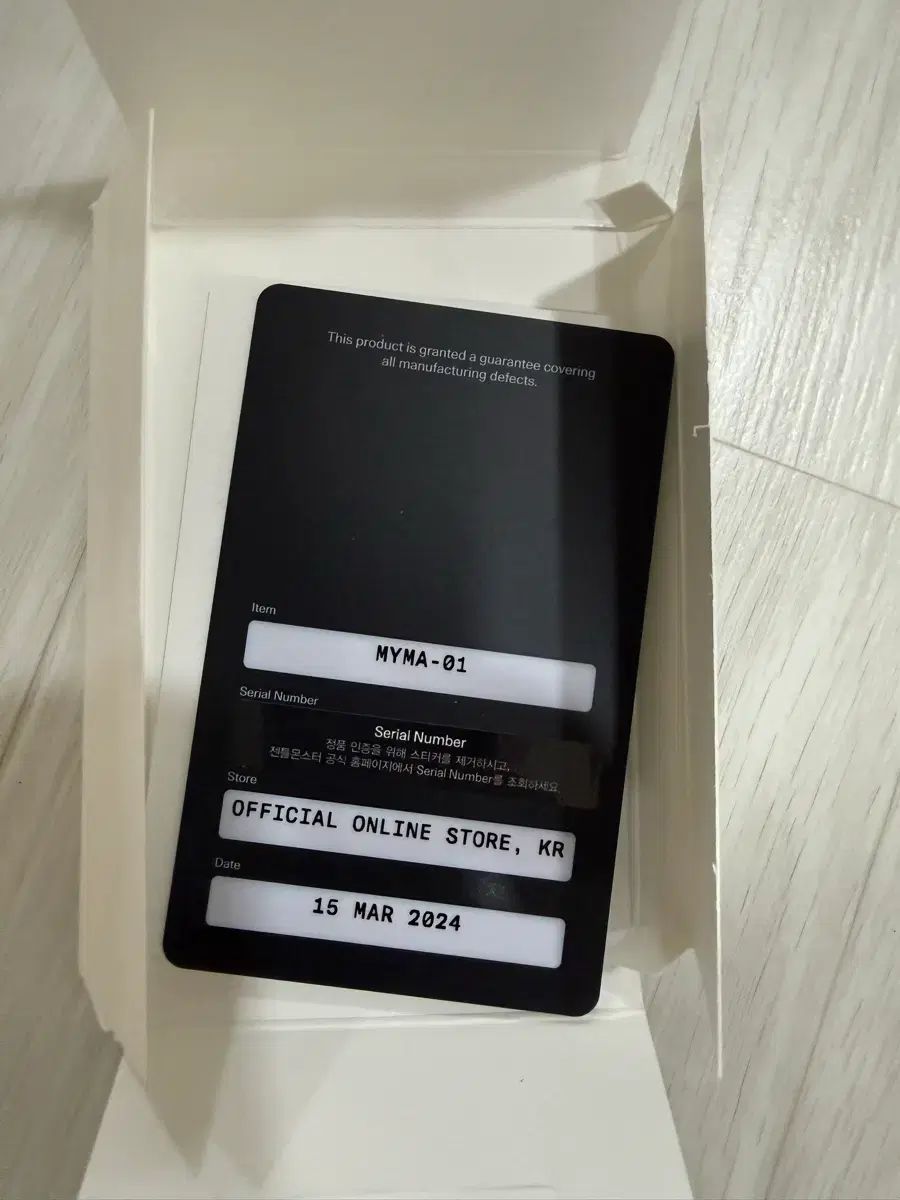 This product is granted a guarantee covering
all manufacturing defects.
Item
MYMA-01
Serial Number
Serial Number
정품 인증을 위해 스티커를 제거하시고,
젠틀몬스터 공식 홈페이지에서 Serial Number를 조회하세요.
Store
OFFICIAL ONLINE STORE, KR
Date
15 MAR 2024